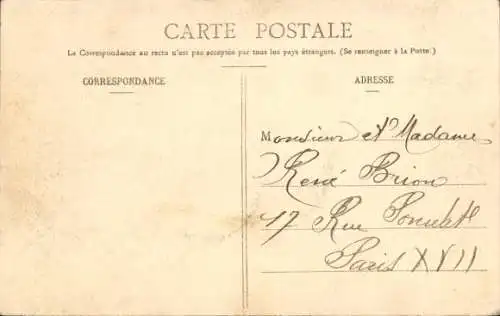 CARTE POSTALE
La Correspondance au recto n'est pas acceptée par tous les pays étrangers. (Se renseigner à la Poste.)
CORRESPONDANCE
ADRESSE
Monsieur et Madame
René Brion
17 Rue Poncelet
Paris XVII